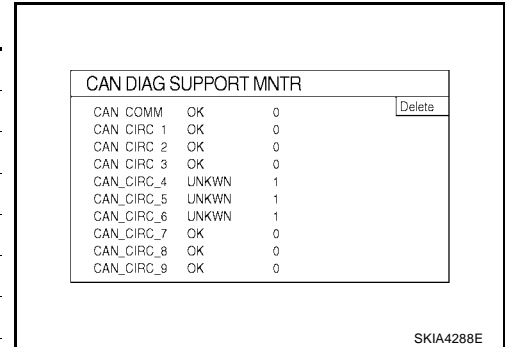 CAN DIAG SUPPORT MNTR
Delete
CAN COMM OK 0
CAN CIRC 1 OK 0
CAN CIRC 2 OK 0
CAN CIRC 3 OK 0
CAN_CIRC_4 UNKWN 1
CAN_CIRC_5 UNKWN 1
CAN_CIRC_6 UNKWN 1
CAN_CIRC_7 OK 0
CAN_CIRC_8 OK 0
CAN_CIRC_9 OK 0
SKIA4288E